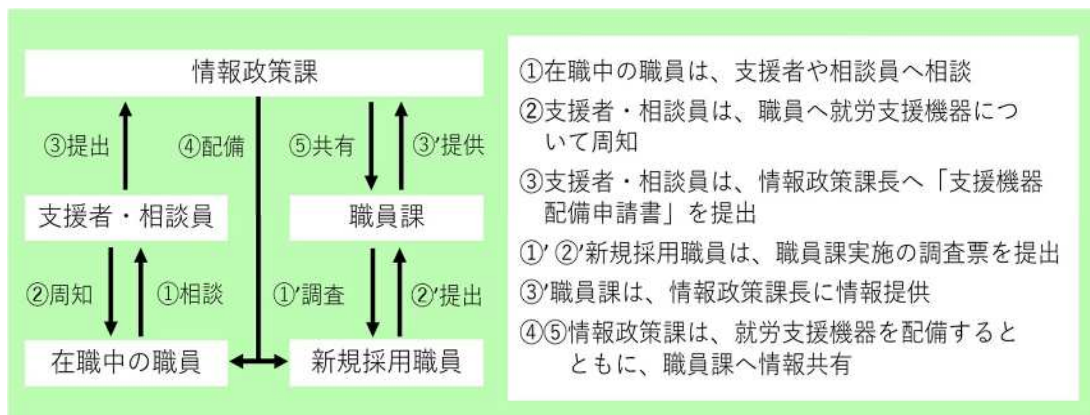 情報政策課
③提出
④配備
⑤共有
③′提供
支援者・相談員
職員課
②周知
①相談
①′調査
②′提出
在職中の職員
新規採用職員
①在職中の職員は、支援者や相談員へ相談
②支援者・相談員は、職員へ就労支援機器につ
いて周知
③支援者・相談員は、情報政策課長へ「支援機器
配備申請書」を提出
①′②′新規採用職員は、職員課実施の調査票を提出
③′職員課は、情報政策課長に情報提供
④⑤情報政策課は、就労支援機器を配備すると
ともに、職員課へ情報共有